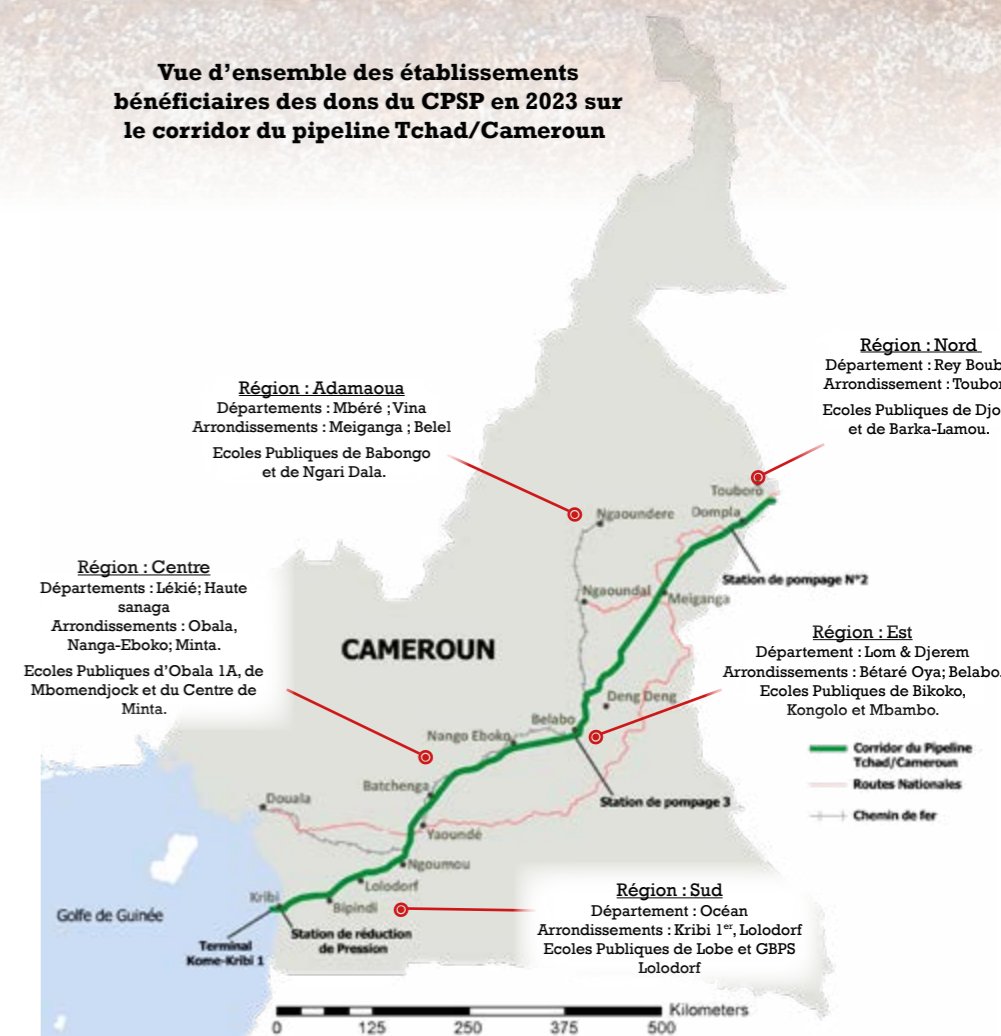 Vue d'ensemble des établissements
bénéficiaires des dons du CPSP en 2023 sur
le corridor du pipeline Tchad/Cameroun
Région : Nord
Département : Rey Boub
Arrondissement : Toubor
Ecoles Publiques de Djo
et de Barka-Lamou.
Région : Adamaoua
Départements : Mbéré ; Vina
Arrondissements : Meiganga ; Belel
Ecoles Publiques de Babongo
et de Ngari Dala.
Touboro
Dompla
Ngaoundere
Station de pompage N°2
Ngaoundal
Meiganga
Région : Centre
Départements : Lékié; Haute
sanaga
Arrondissements : Obala,
Nanga-Eboko; Minta.
Ecoles Publiques d'Obala 1A, de
Mbomendjock et du Centre de
Minta.
CAMEROUN
Région : Est
Département : Lom & Djerem
Arrondissements : Bétaré Oya; Belabo.
Ecoles Publiques de Bikoko,
Kongolo et Mbambo.
Deng Deng
Belabo
Nango Eboko
Corridor du Pipeline
Tchad/Cameroun
Routes Nationales
Chemin de fer
Batchenga
Station de pompage 3
Douala
Yaoundé
Ngoumou
Lolodorf
Kribi
Bipindi
Golfe de Guinée
Station de réduction
de Pression
Terminal
Kome-Kribi 1
Région : Sud
Département : Océan
Arrondissements : Kribi 1er, Lolodorf
Ecoles Publiques de Lobe et GBPS
Lolodorf
Kilometers
0 125 250 375 500